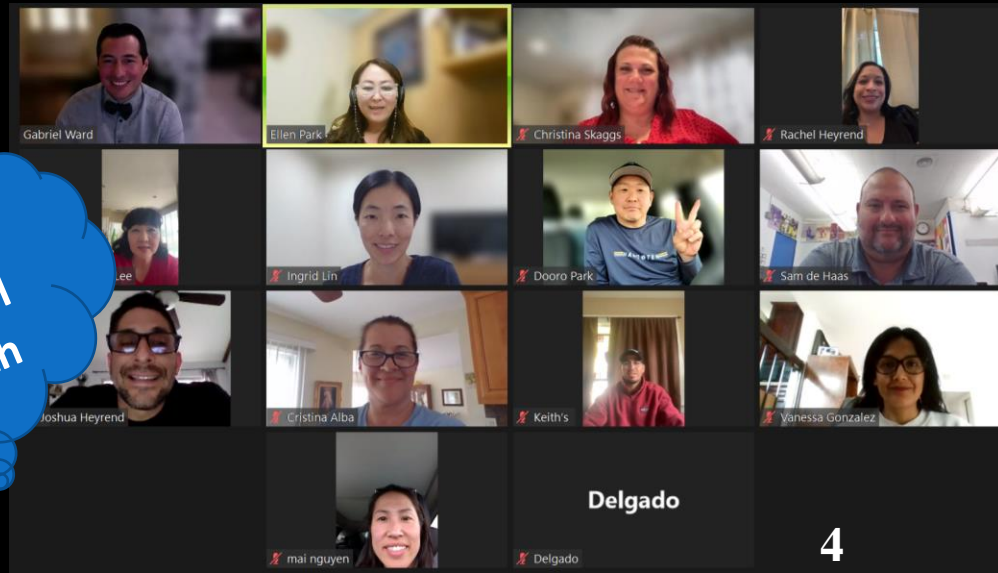 Gabriel Ward
Ellen Park
Christina Skaggs
Rachel Heyrend
Lee
Ingrid Lin
Dooro Park
Sam de Haas
Joshua Heyrend
Cristina Alba
Keith's
Vanessa Gonzalez
mai nguyen
Delgado
Delgado
4